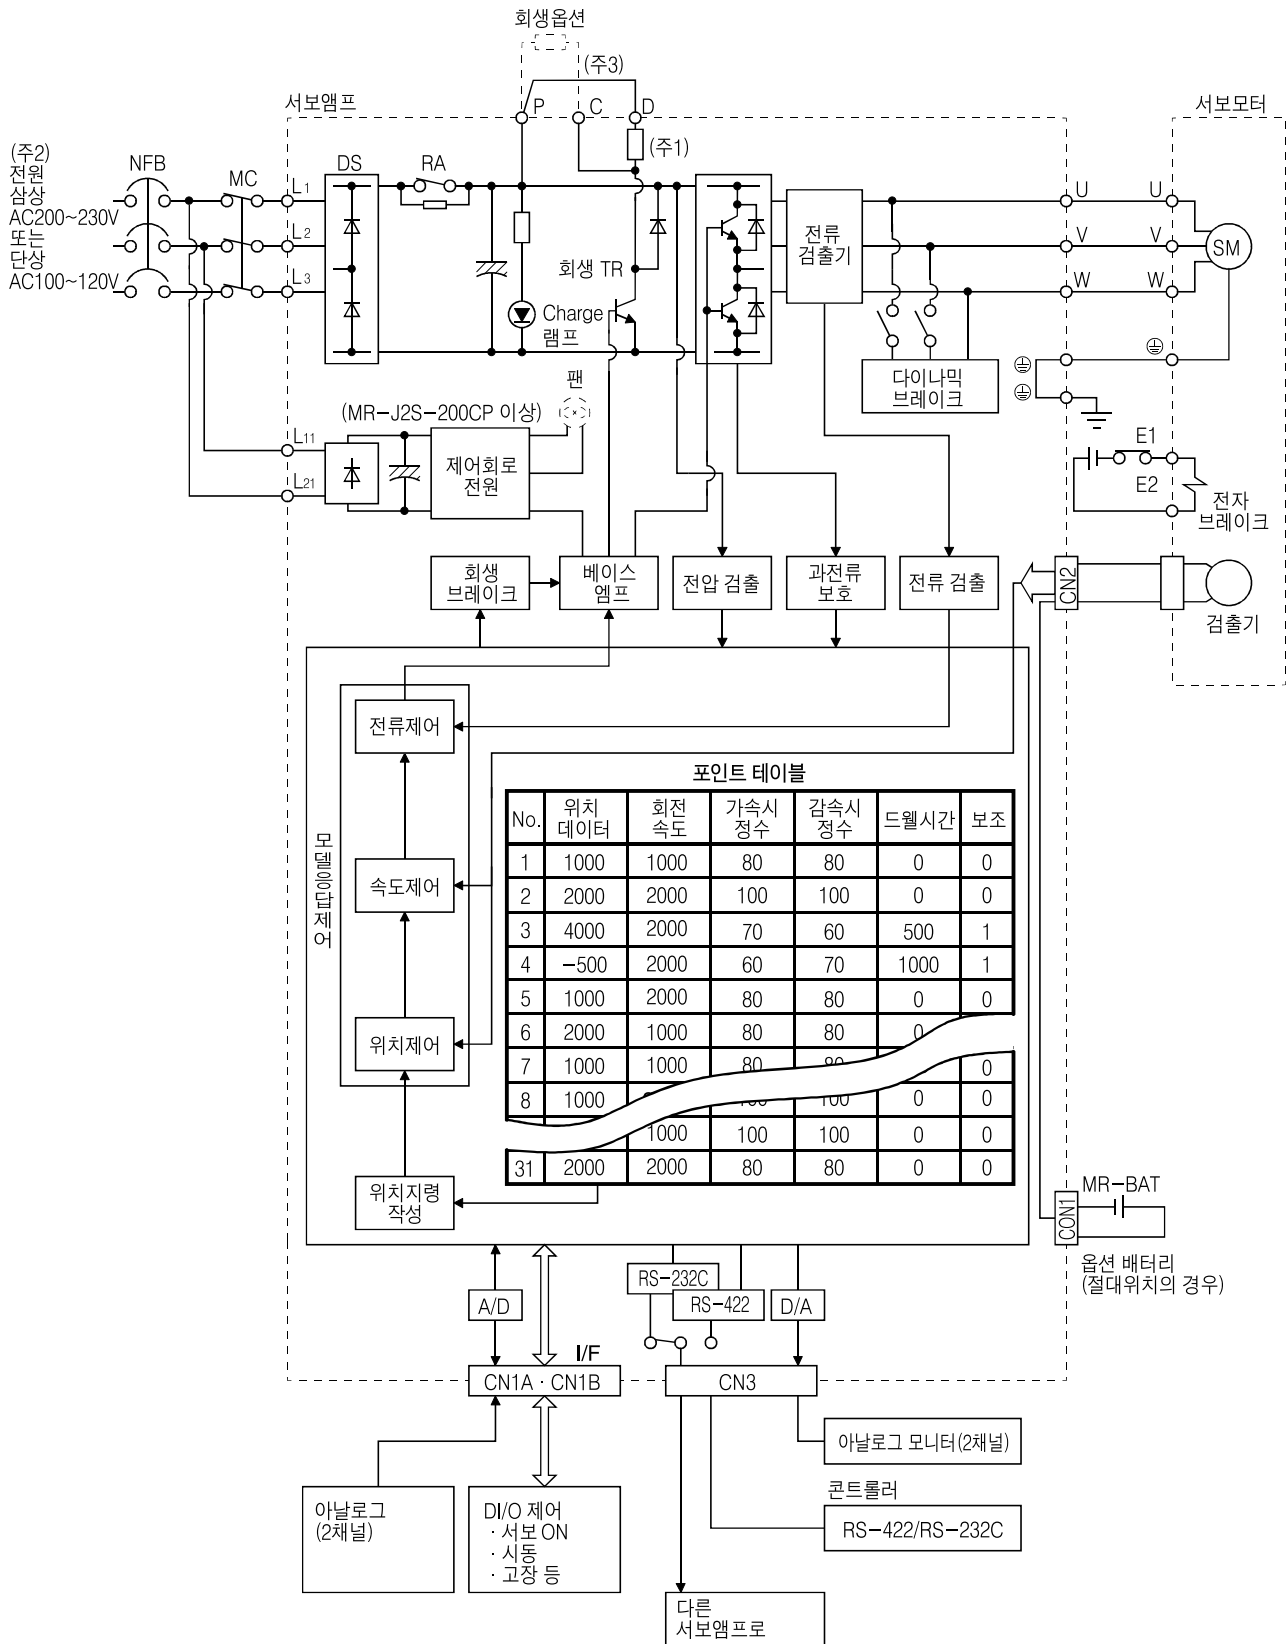 회생옵션
(주3)
서보앰프
P
C
D
서보모터
(주2)
전원
삼상
AC200~230V
또는
단상
AC100~120V
NFB
MC
L1
L2
L3
DS
RA
(주1)
회생 TR
Charge
램프
전류
검출기
U
V
W
U
V
W
SM
다이나믹
브레이크
E1
E2
전자
브레이크
팬
(MR-J2S-200CP 이상)
L11
L21
제어회로
전원
회생
브레이크
베이스
엠프
전압 검출
과전류
보호
전류 검출
CN2
검출기
모델응답제어
전류제어
속도제어
위치제어
위치지령
작성
포인트 테이블
No. 위치 데이터 회전 속도 가속시 정수 감속시 정수 드웰시간 보조
1 1000 1000 80 80 0 0
2 2000 2000 100 100 0 0
3 4000 2000 70 60 500 1
4 -500 2000 60 70 1000 1
5 1000 2000 80 80 0 0
6 2000 1000 80 80 0
7 1000 1000 80 80 0
8 1000 100 100 0 0
1000 100 100 0 0
31 2000 2000 80 80 0 0
CON1
MR-BAT
옵션 배터리
(절대위치의 경우)
A/D
RS-232C
RS-422
D/A
I/F
CN1A · CN1B
CN3
아날로그
(2채널)
DI/O 제어
· 서보 ON
· 시동
· 고장 등
아날로그 모니터(2채널)
콘트롤러
RS-422/RS-232C
다른
서보앰프로